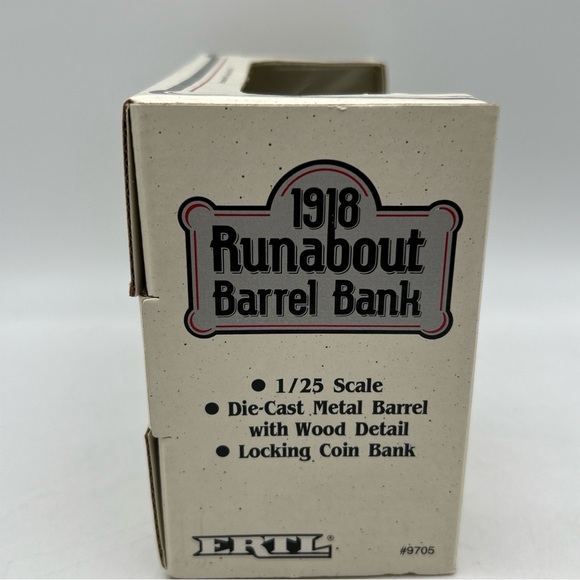 1918
Runabout
Barrel Bank
● 1/25 Scale
● Die-Cast Metal Barrel
with Wood Detail
● Locking Coin Bank
ERTL®
#9705